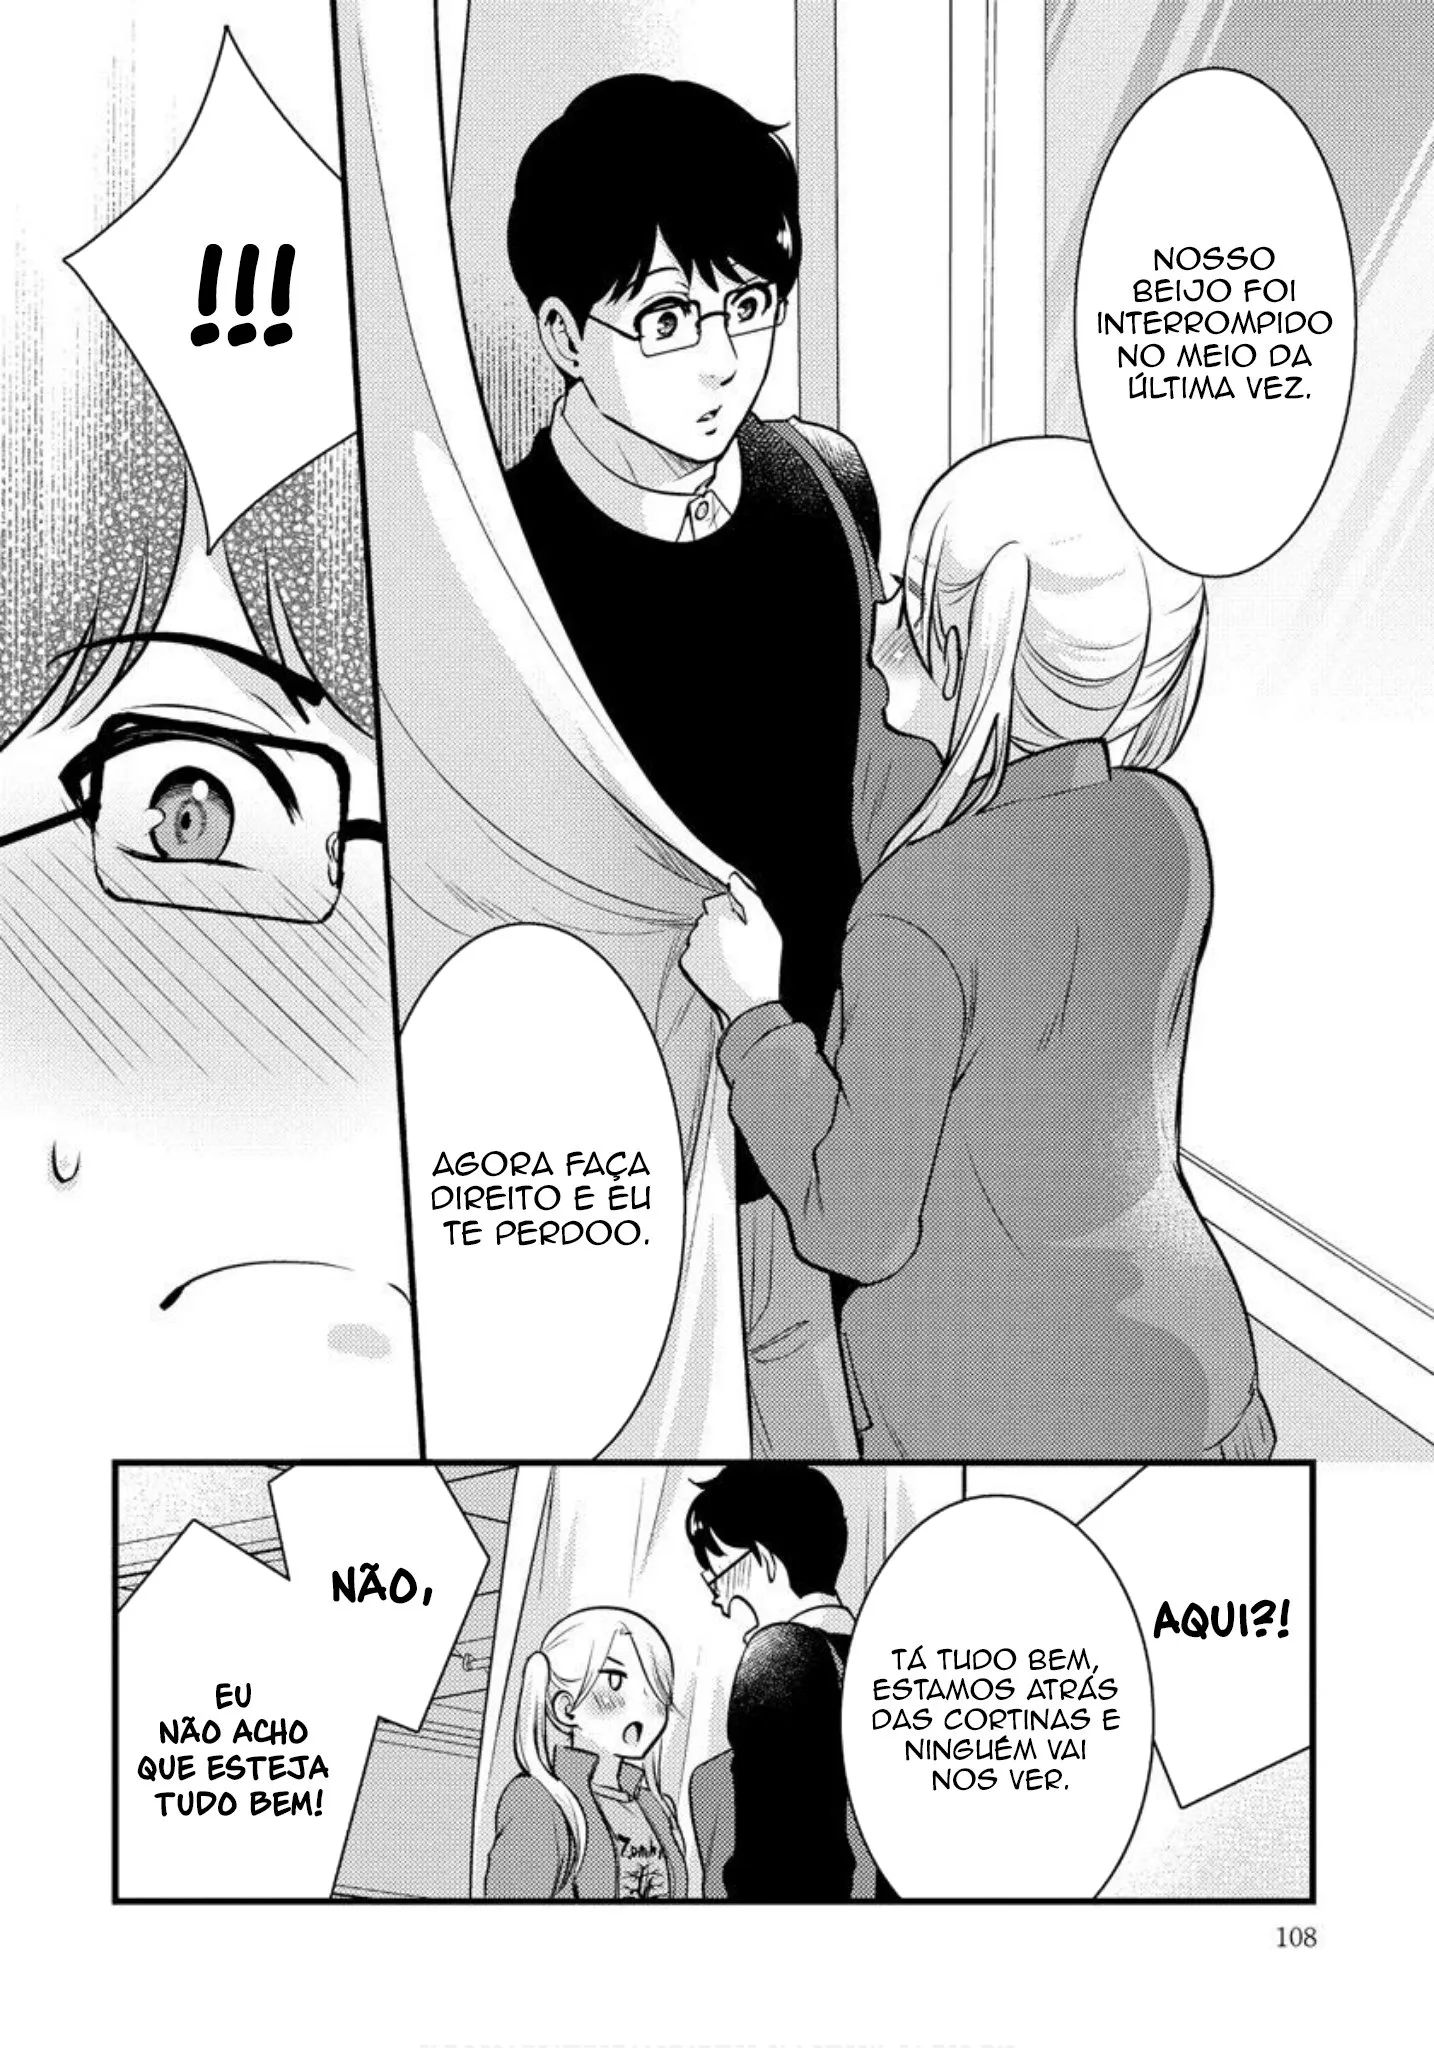 NOSSO
BEIJO FOI
INTERROMPIDO
NO MEIO DA
ÚLTIMA VEZ.
AGORA FAÇA
DIREITO E EU
TE PERDOO.
!!!
AQUI?!
TÁ TUDO BEM,
ESTAMOS ATRÁS
DAS CORTINAS E
NINGUÉM VAI
NOS VER.
NÃO,
EU
NÃO ACHO
QUE ESTEJA
TUDO BEM!
108